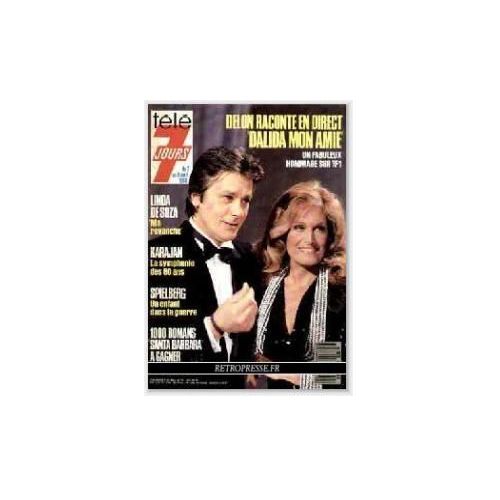 télé
7
JOURS
DELON RACONTE EN DIRECT
"DALIDA MON AMIE"
UN FABULEUX
HOMMAGE SUR TF1
LINDA
DE SUZA
Ma
revanche
KARAJAN
La symphonie
des 80 ans
SPIELBERG
Un enfant
dans la guerre
1000 ROMANS
"SANTA BARBARA"
A GAGNER
RETROPRESSE.FR